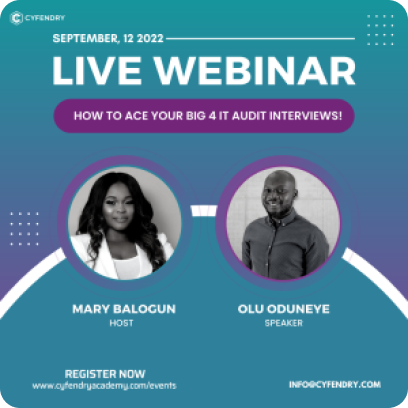 CYFENDRY
SEPTEMBER, 12 2022
LIVE WEBINAR
HOW TO ACE YOUR BIG 4 IT AUDIT INTERVIEWS!
MARY BALOGUN
HOST
OLU ODUNEYE
SPEAKER
REGISTER NOW
www.cyfendryacademy.com/events
INFO@CYFENDRY.COM